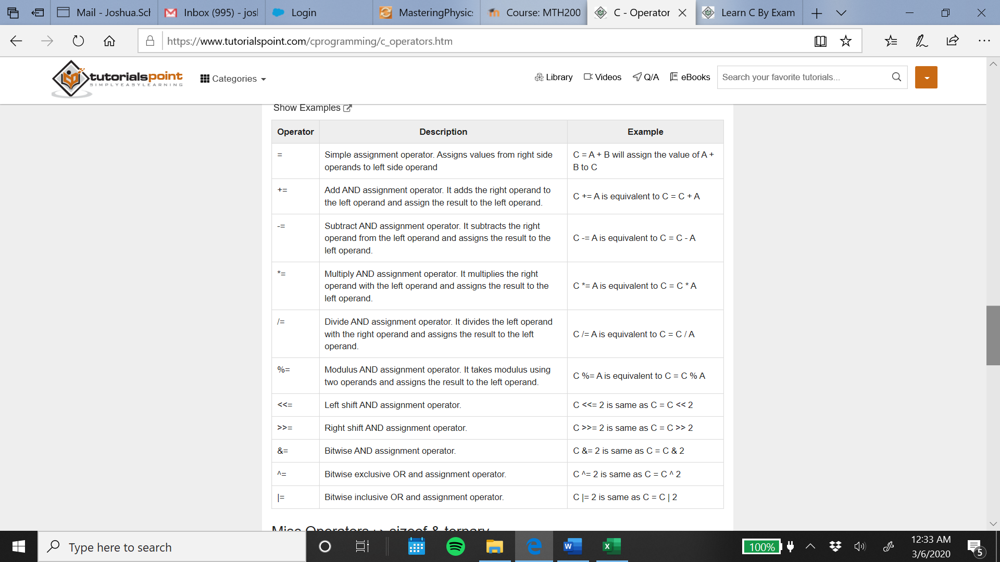 Mail - Joshua.Sch
Inbox (995) - josl
Login
MasteringPhysics
Course: MTH200
C - Operator
Learn C By Exam
https://www.tutorialspoint.com/cprogramming/c_operators.htm
tutorialspoint
SIMPLYEASYLEARNING
Categories
Library
Videos
Q/A
eBooks
Search your favorite tutorials...
Show Examples
Operator Description Example
= Simple assignment operator. Assigns values from right side
operands to left side operand
C = A + B will assign the value of A +
B to C
+= Add AND assignment operator. It adds the right operand to
the left operand and assign the result to the left operand.
C += A is equivalent to C = C + A
-= Subtract AND assignment operator. It subtracts the right
operand from the left operand and assigns the result to the
left operand.
C -= A is equivalent to C = C - A
*= Multiply AND assignment operator. It multiplies the right
operand with the left operand and assigns the result to the
left operand.
C *= A is equivalent to C = C * A
/= Divide AND assignment operator. It divides the left operand
with the right operand and assigns the result to the left
operand.
C /= A is equivalent to C = C / A
%= Modulus AND assignment operator. It takes modulus using
two operands and assigns the result to the left operand.
C %= A is equivalent to C = C % A
<<= Left shift AND assignment operator. C <<= 2 is same as C = C << 2
>>= Right shift AND assignment operator. C >>= 2 is same as C = C >> 2
&= Bitwise AND assignment operator. C &= 2 is same as C = C & 2
^= Bitwise exclusive OR and assignment operator. C ^= 2 is same as C = C ^ 2
|= Bitwise inclusive OR and assignment operator. C |= 2 is same as C = C | 2
Misc Operators ↦ sizeof & ternary
Type here to search
100%
12:33 AM
3/6/2020
5